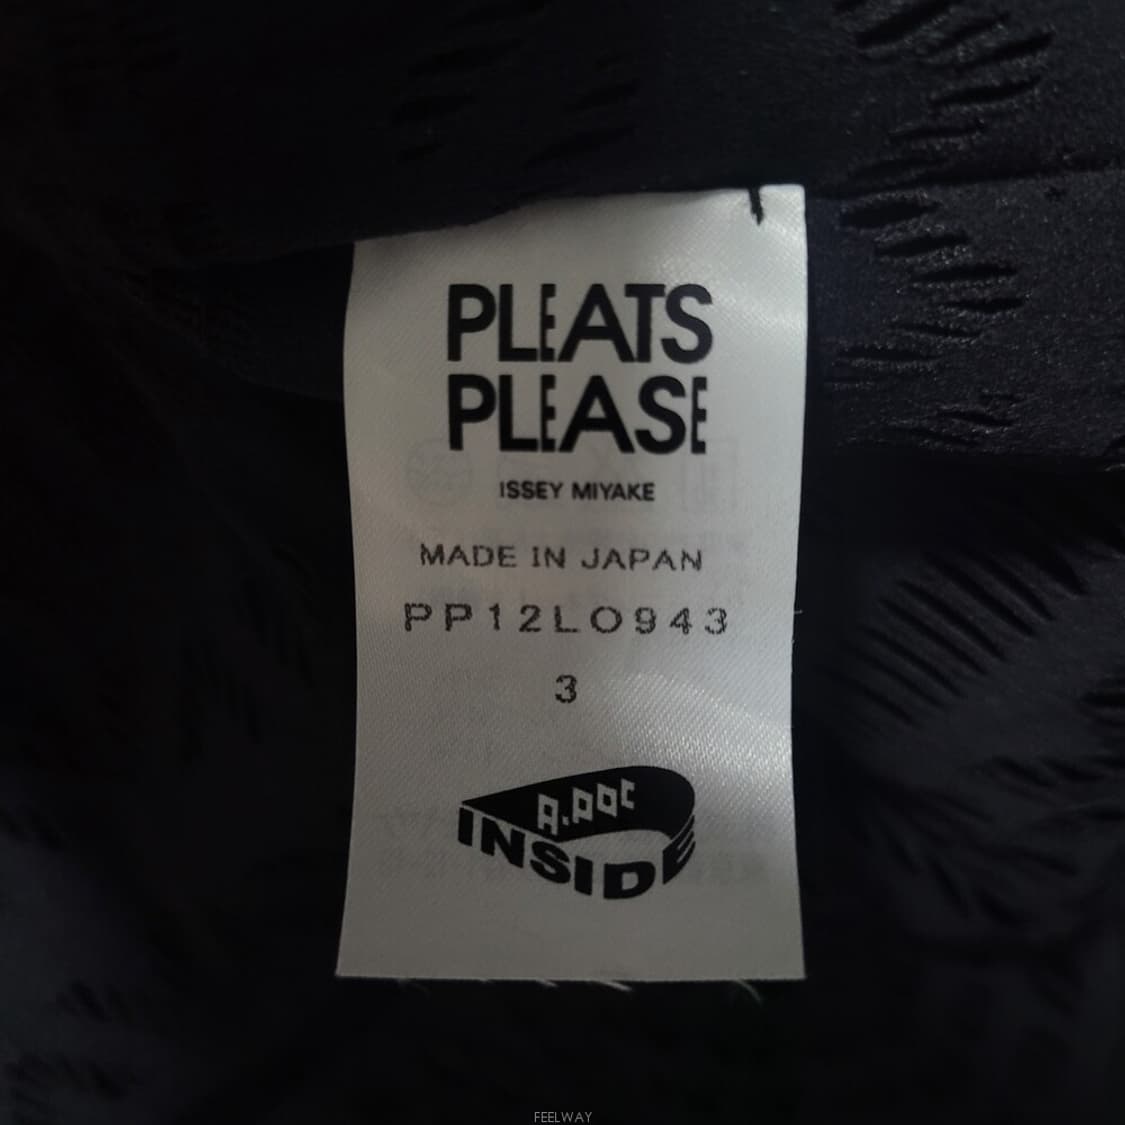 PLEATS
PLEASE
ISSEY MIYAKE
MADE IN JAPAN
PP12LO943
3
A.POC
INSIDE
FEELWAY